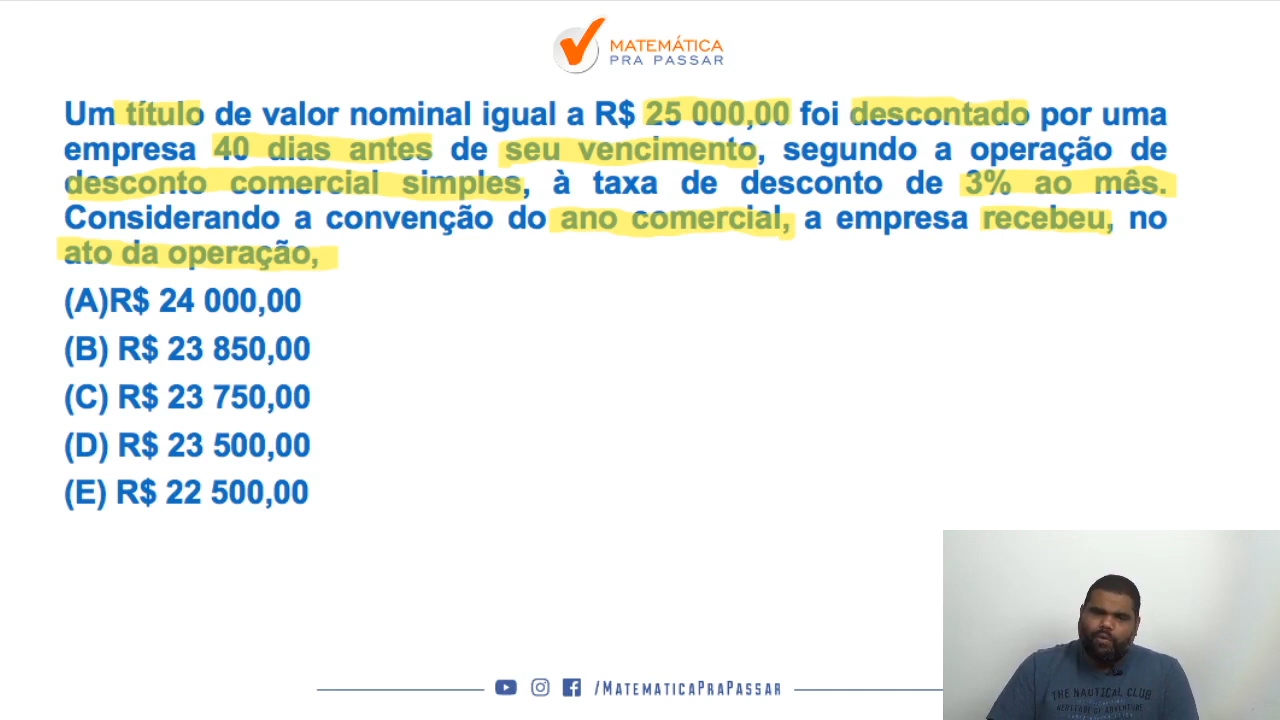 MATEMÁTICA
PRA PASSAR
Um título de valor nominal igual a R$ 25 000,00 foi descontado por uma
empresa 40 dias antes de seu vencimento, segundo a operação de
desconto comercial simples, à taxa de desconto de 3% ao mês.
Considerando a convenção do ano comercial, a empresa recebeu, no
ato da operação,
(A)R$ 24 000,00
(B) R$ 23 850,00
(C) R$ 23 750,00
(D) R$ 23 500,00
(E) R$ 22 500,00
/MATEMATICAPRAPASSAR
THE NAUTICAL CLUB
HERITAGE OF ADVENTURE